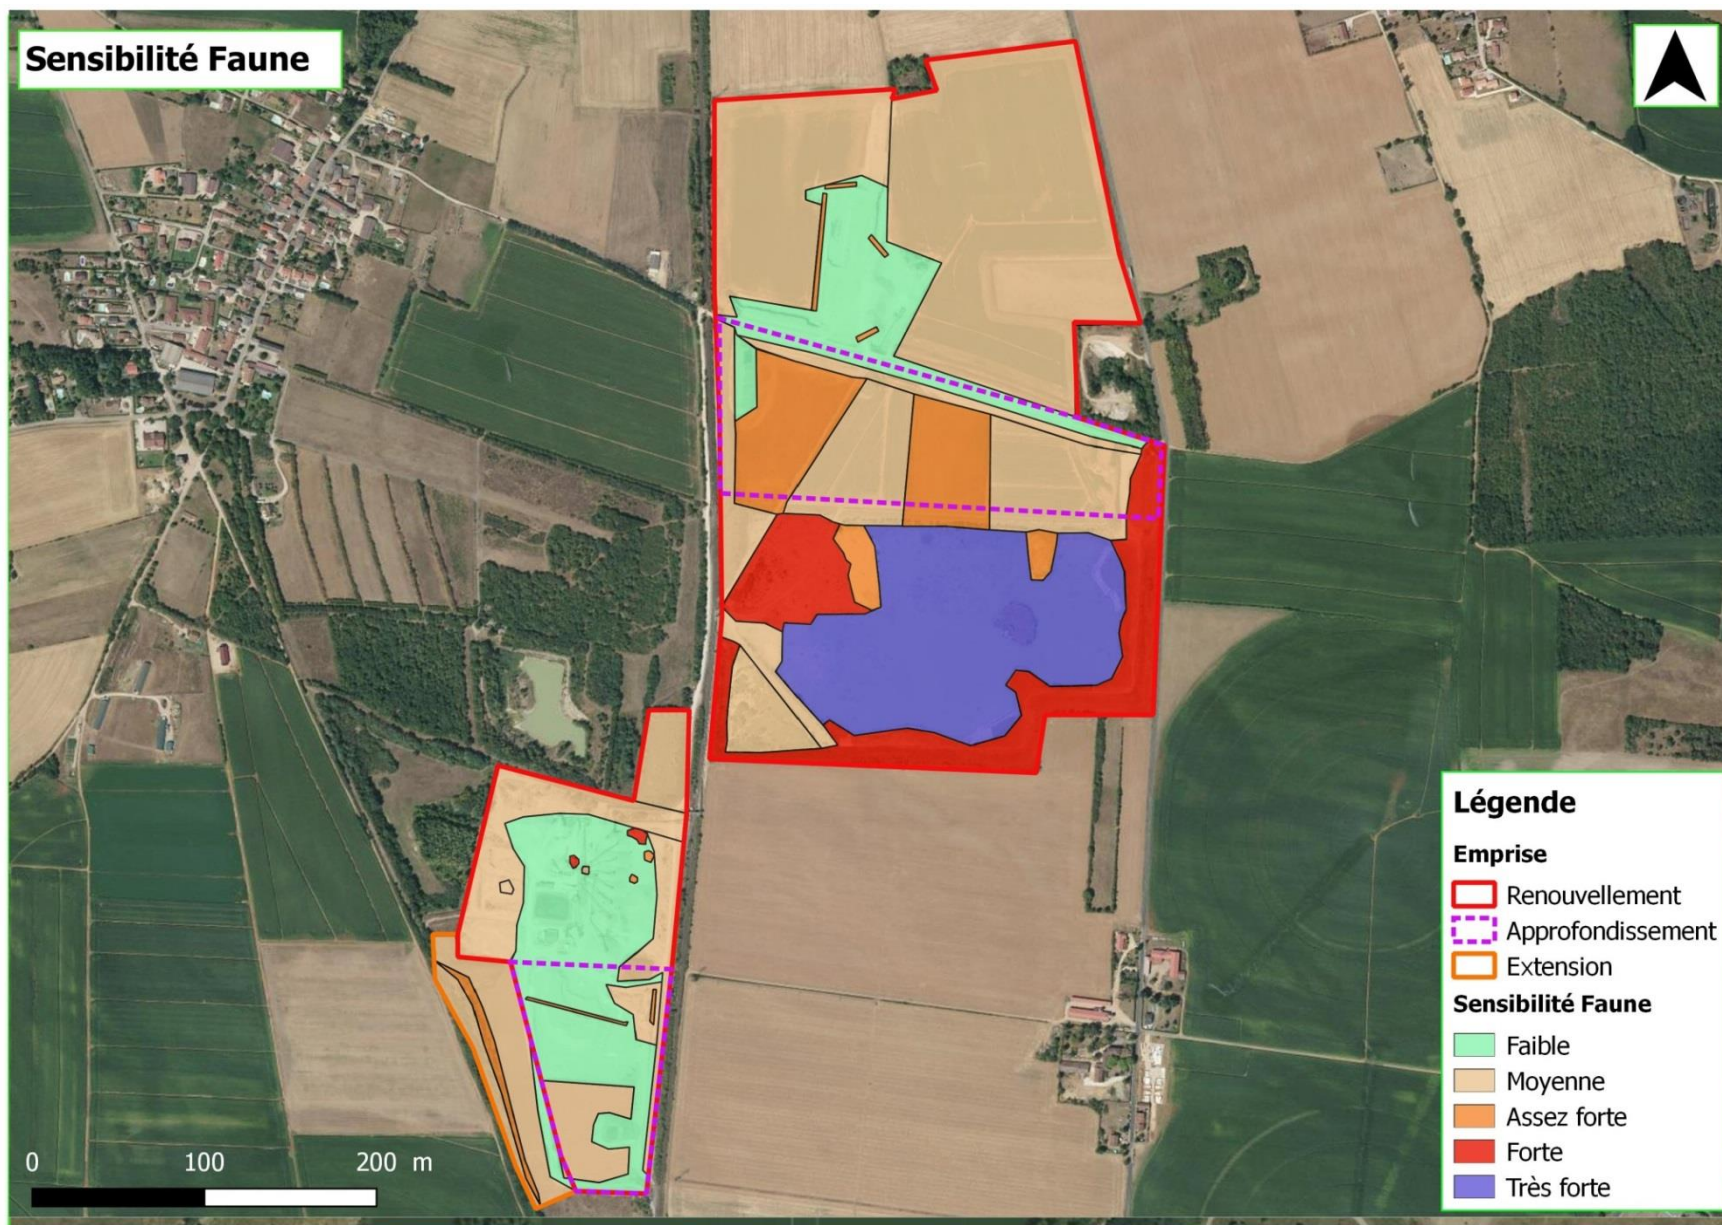 Sensibilité Faune
Légende
Emprise
Renouvellement
Approfondissement
Extension
Sensibilité Faune
Faible
Moyenne
Assez forte
Forte
Très forte
0 100 200 m